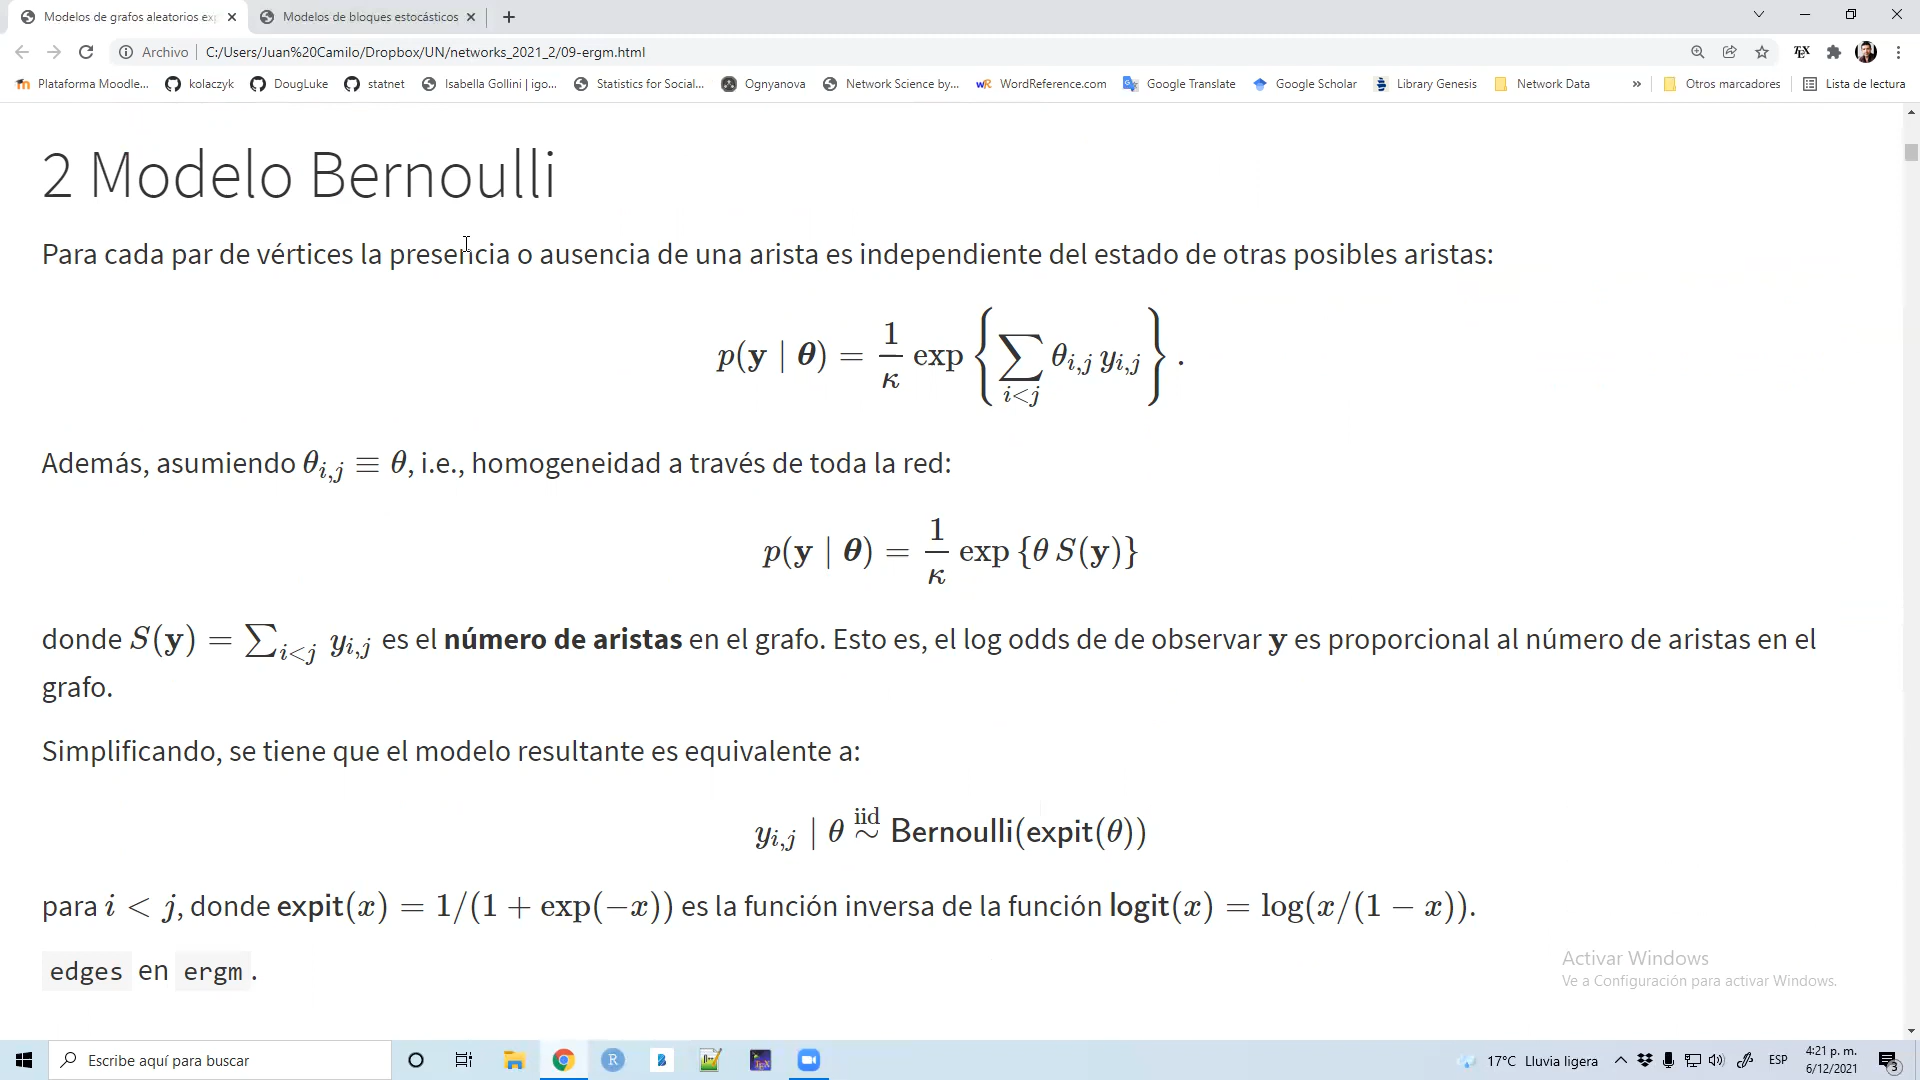 Modelos de grafos aleatorios exp
Modelos de bloques estocásticos
Archivo
C:/Users/Juan%20Camilo/Dropbox/UN/networks_2021_2/09-ergm.html
Plataforma Moodle...
kolaczyk
DougLuke
statnet
Isabella Gollini | igo...
Statistics for Social...
Ognyanova
Network Science by...
WordReference.com
Google Translate
Google Scholar
Library Genesis
Network Data
»
Otros marcadores
Lista de lectura
2 Modelo Bernoulli
Para cada par de vértices la presencia o ausencia de una arista es independiente del estado de otras posibles aristas:
p(y | θ) = 1/κ exp { ∑_{i<j} θ_{i,j} y_{i,j} } .
Además, asumiendo θ_{i,j} ≡ θ, i.e., homogeneidad a través de toda la red:
p(y | θ) = 1/κ exp {θ S(y)}
donde S(y) = ∑_{i<j} y_{i,j} es el número de aristas en el grafo. Esto es, el log odds de de observar y es proporcional al número de aristas en el
grafo.
Simplificando, se tiene que el modelo resultante es equivalente a:
y_{i,j} | θ iid ∼ Bernoulli(expit(θ))
para i < j, donde expit(x) = 1/(1 + exp(−x)) es la función inversa de la función logit(x) = log(x/(1 − x)).
edges en ergm.
Activar Windows
Ve a Configuración para activar Windows.
Escribe aquí para buscar
17°C Lluvia ligera
ESP
4:21 p. m.
6/12/2021
3